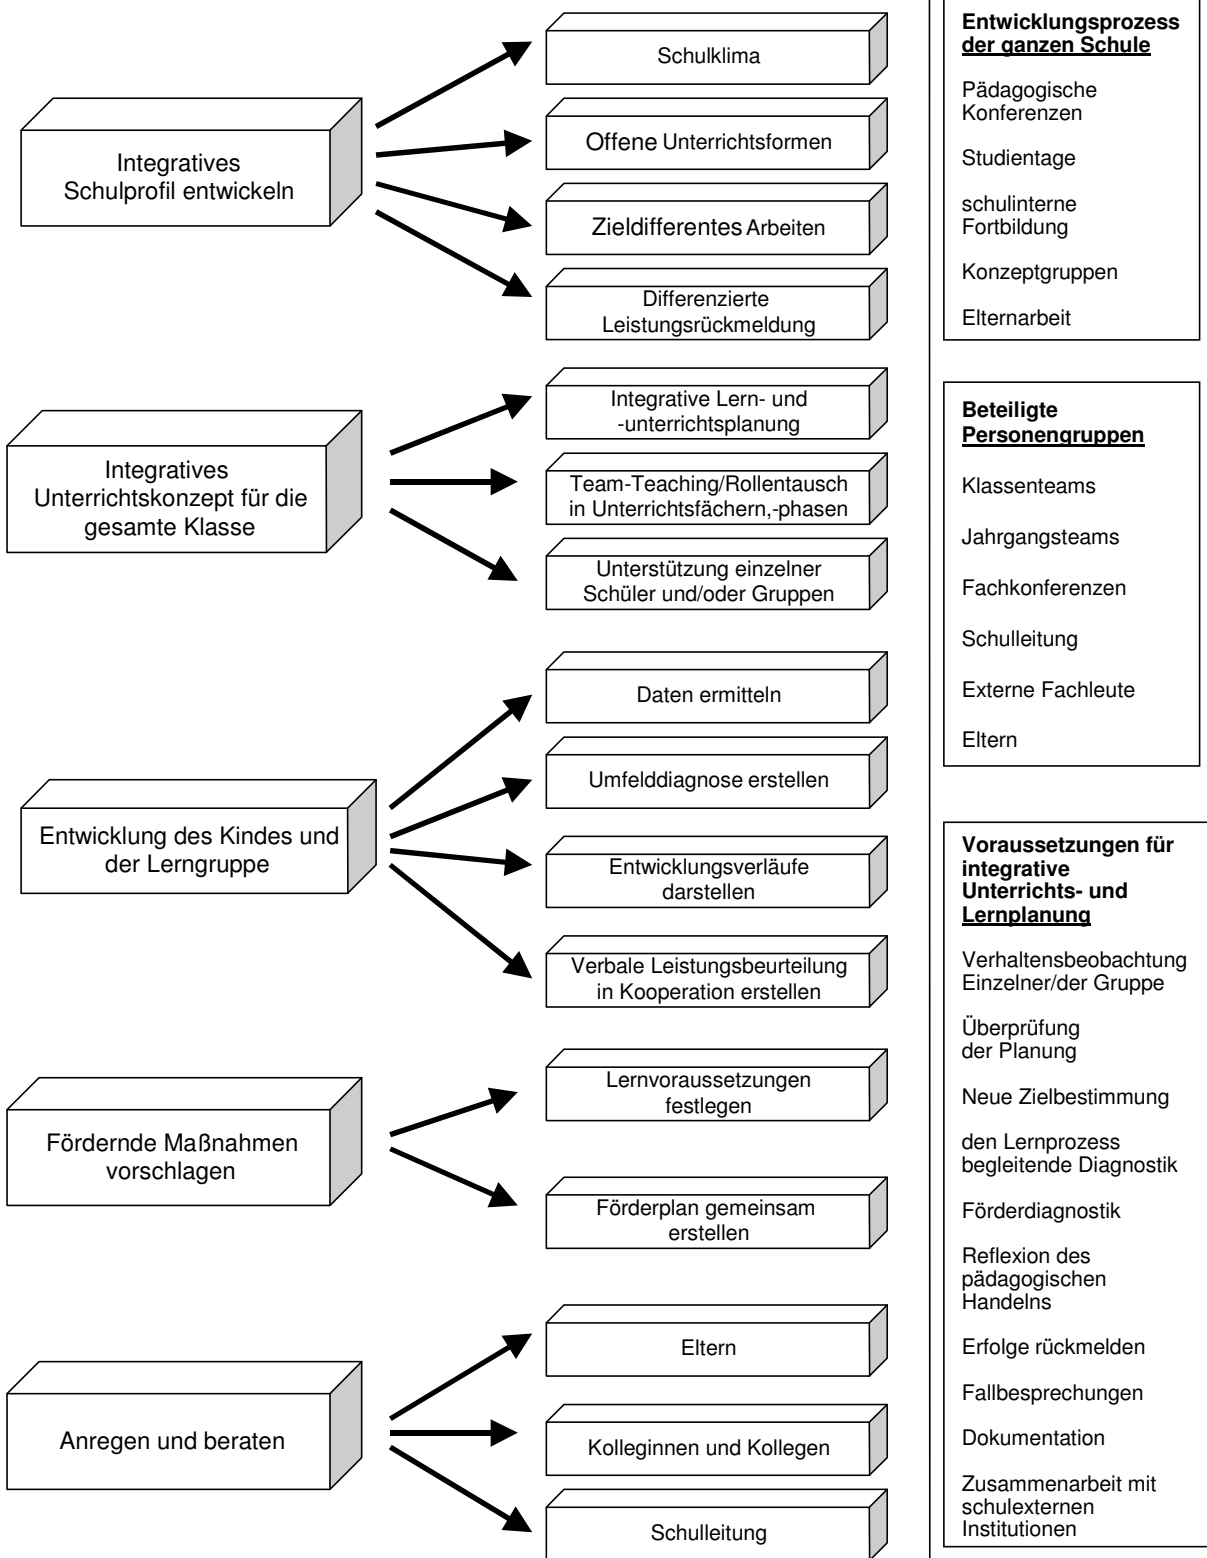 Integratives
Schulprofil entwickeln
Schulklima
Offene Unterrichtsformen
Zieldifferentes Arbeiten
Differenzierte
Leistungsrückmeldung
Integratives
Unterrichtskonzept für die
gesamte Klasse
Integrative Lern- und
-unterrichtsplanung
Team-Teaching/Rollentausch
in Unterrichtsfächern,-phasen
Unterstützung einzelner
Schüler und/oder Gruppen
Entwicklung des Kindes und
der Lerngruppe
Daten ermitteln
Umfelddiagnose erstellen
Entwicklungsverläufe
darstellen
Verbale Leistungsbeurteilung
in Kooperation erstellen
Fördernde Maßnahmen
vorschlagen
Lernvoraussetzungen
festlegen
Förderplan gemeinsam
erstellen
Anregen und beraten
Eltern
Kolleginnen und Kollegen
Schulleitung
Entwicklungsprozess
der ganzen Schule
Pädagogische
Konferenzen
Studientage
schulinterne
Fortbildung
Konzeptgruppen
Elternarbeit
Beteiligte
Personengruppen
Klassenteams
Jahrgangsteams
Fachkonferenzen
Schulleitung
Externe Fachleute
Eltern
Voraussetzungen für
integrative
Unterrichts- und
Lernplanung
Verhaltensbeobachtung
Einzelner/der Gruppe
Überprüfung
der Planung
Neue Zielbestimmung
den Lernprozess
begleitende Diagnostik
Förderdiagnostik
Reflexion des
pädagogischen
Handelns
Erfolge rückmelden
Fallbesprechungen
Dokumentation
Zusammenarbeit mit
schulexternen
Institutionen